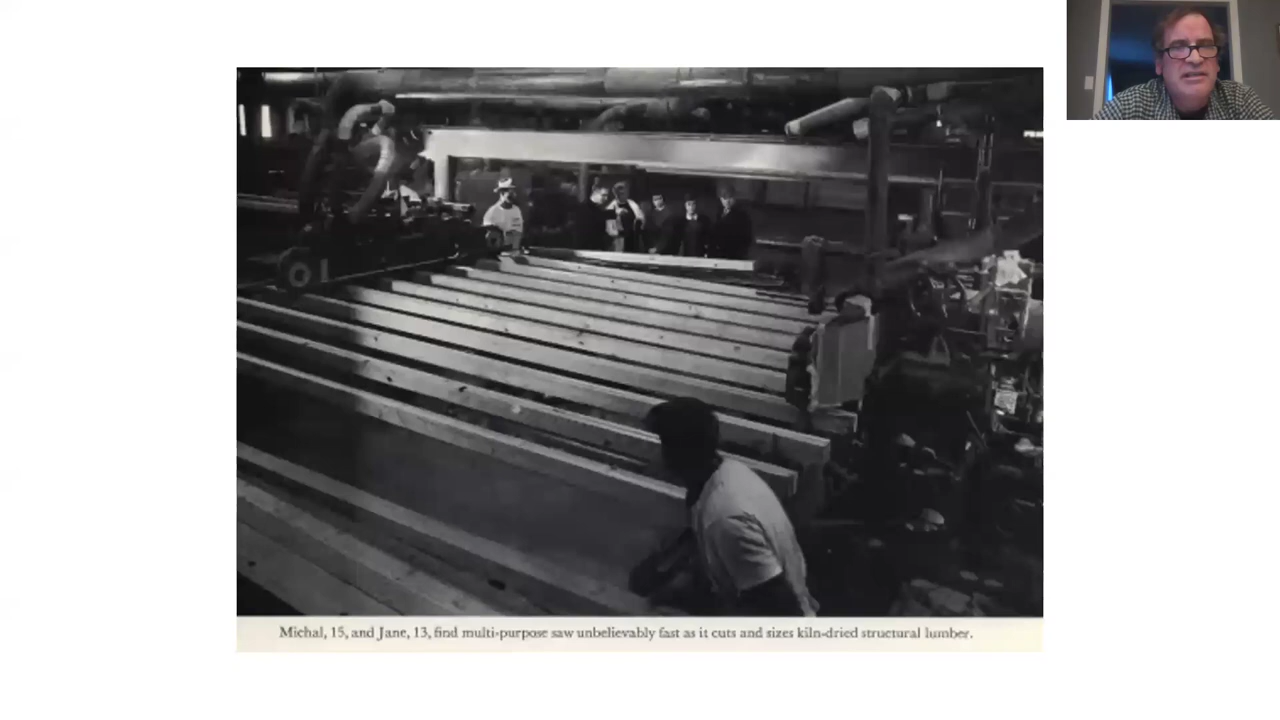 Michal, 15, and Jane, 13, find multi-purpose saw unbelievably fast as it cuts and sizes kiln-dried structural lumber.